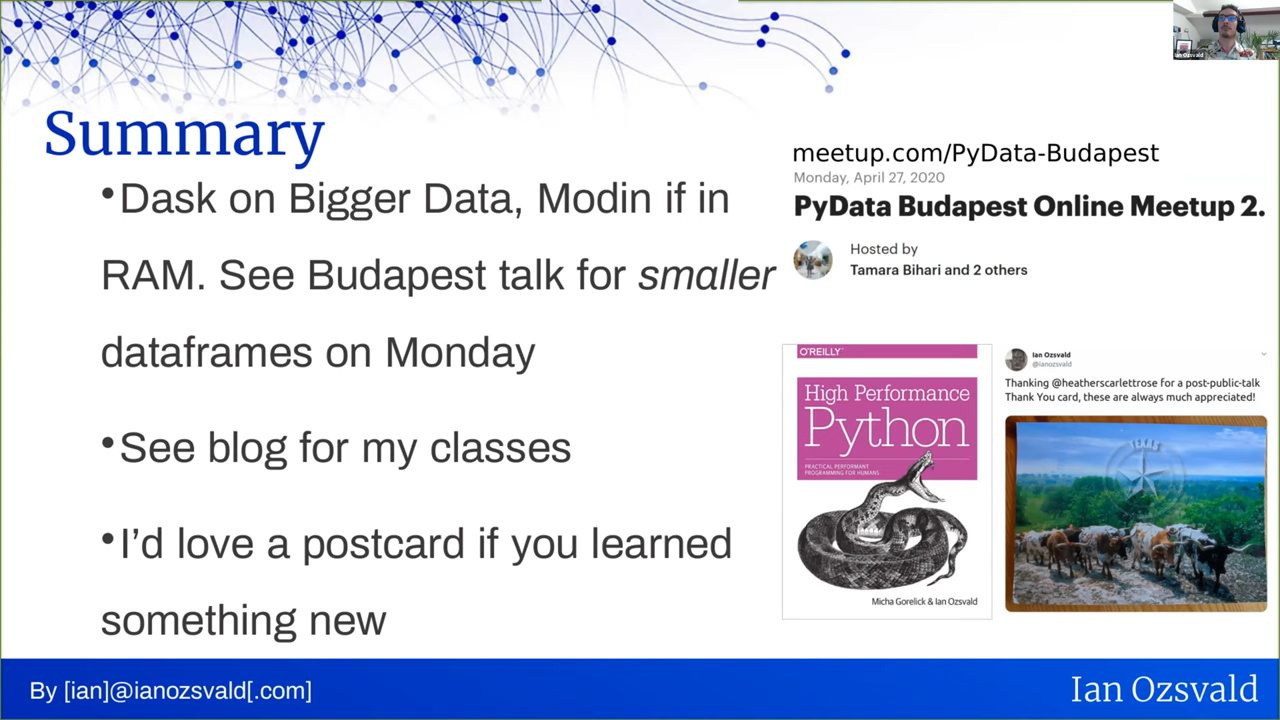 Ian Ozsvald
Summary
•Dask on Bigger Data, Modin if in
RAM. See Budapest talk for smaller
dataframes on Monday
•See blog for my classes
•I’d love a postcard if you learned
something new
meetup.com/PyData-Budapest
Monday, April 27, 2020
PyData Budapest Online Meetup 2.
Hosted by
Tamara Bihari and 2 others
O'REILLY
High Performance
Python
PRACTICAL PERFORMANT
PROGRAMMING FOR HUMANS
Micha Gorelick & Ian Ozsvald
Ian Ozsvald
@ianozsvald
Thanking @heatherscarlettrose for a post-public-talk
Thank You card, these are always much appreciated!
TEXAS
By [ian]@ianozsvald[.com]
Ian Ozsvald